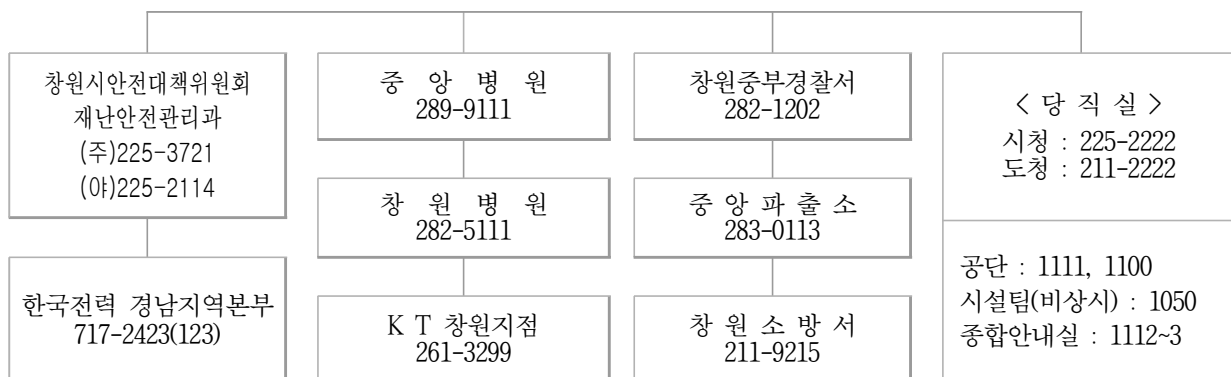 창원시안전대책위원회
재난안전관리과
(주)225-3721
(야)225-2114
한국전력 경남지역본부
717-2423(123)
중 앙 병 원
289-9111
창 원 병 원
282-5111
K T 창원지점
261-3299
창원중부경찰서
282-1202
중 앙 파 출 소
283-0113
창 원 소 방 서
211-9215
< 당 직 실 >
시청 : 225-2222
도청 : 211-2222
공단 : 1111, 1100
시설팀(비상시) : 1050
종합안내실 : 1112~3